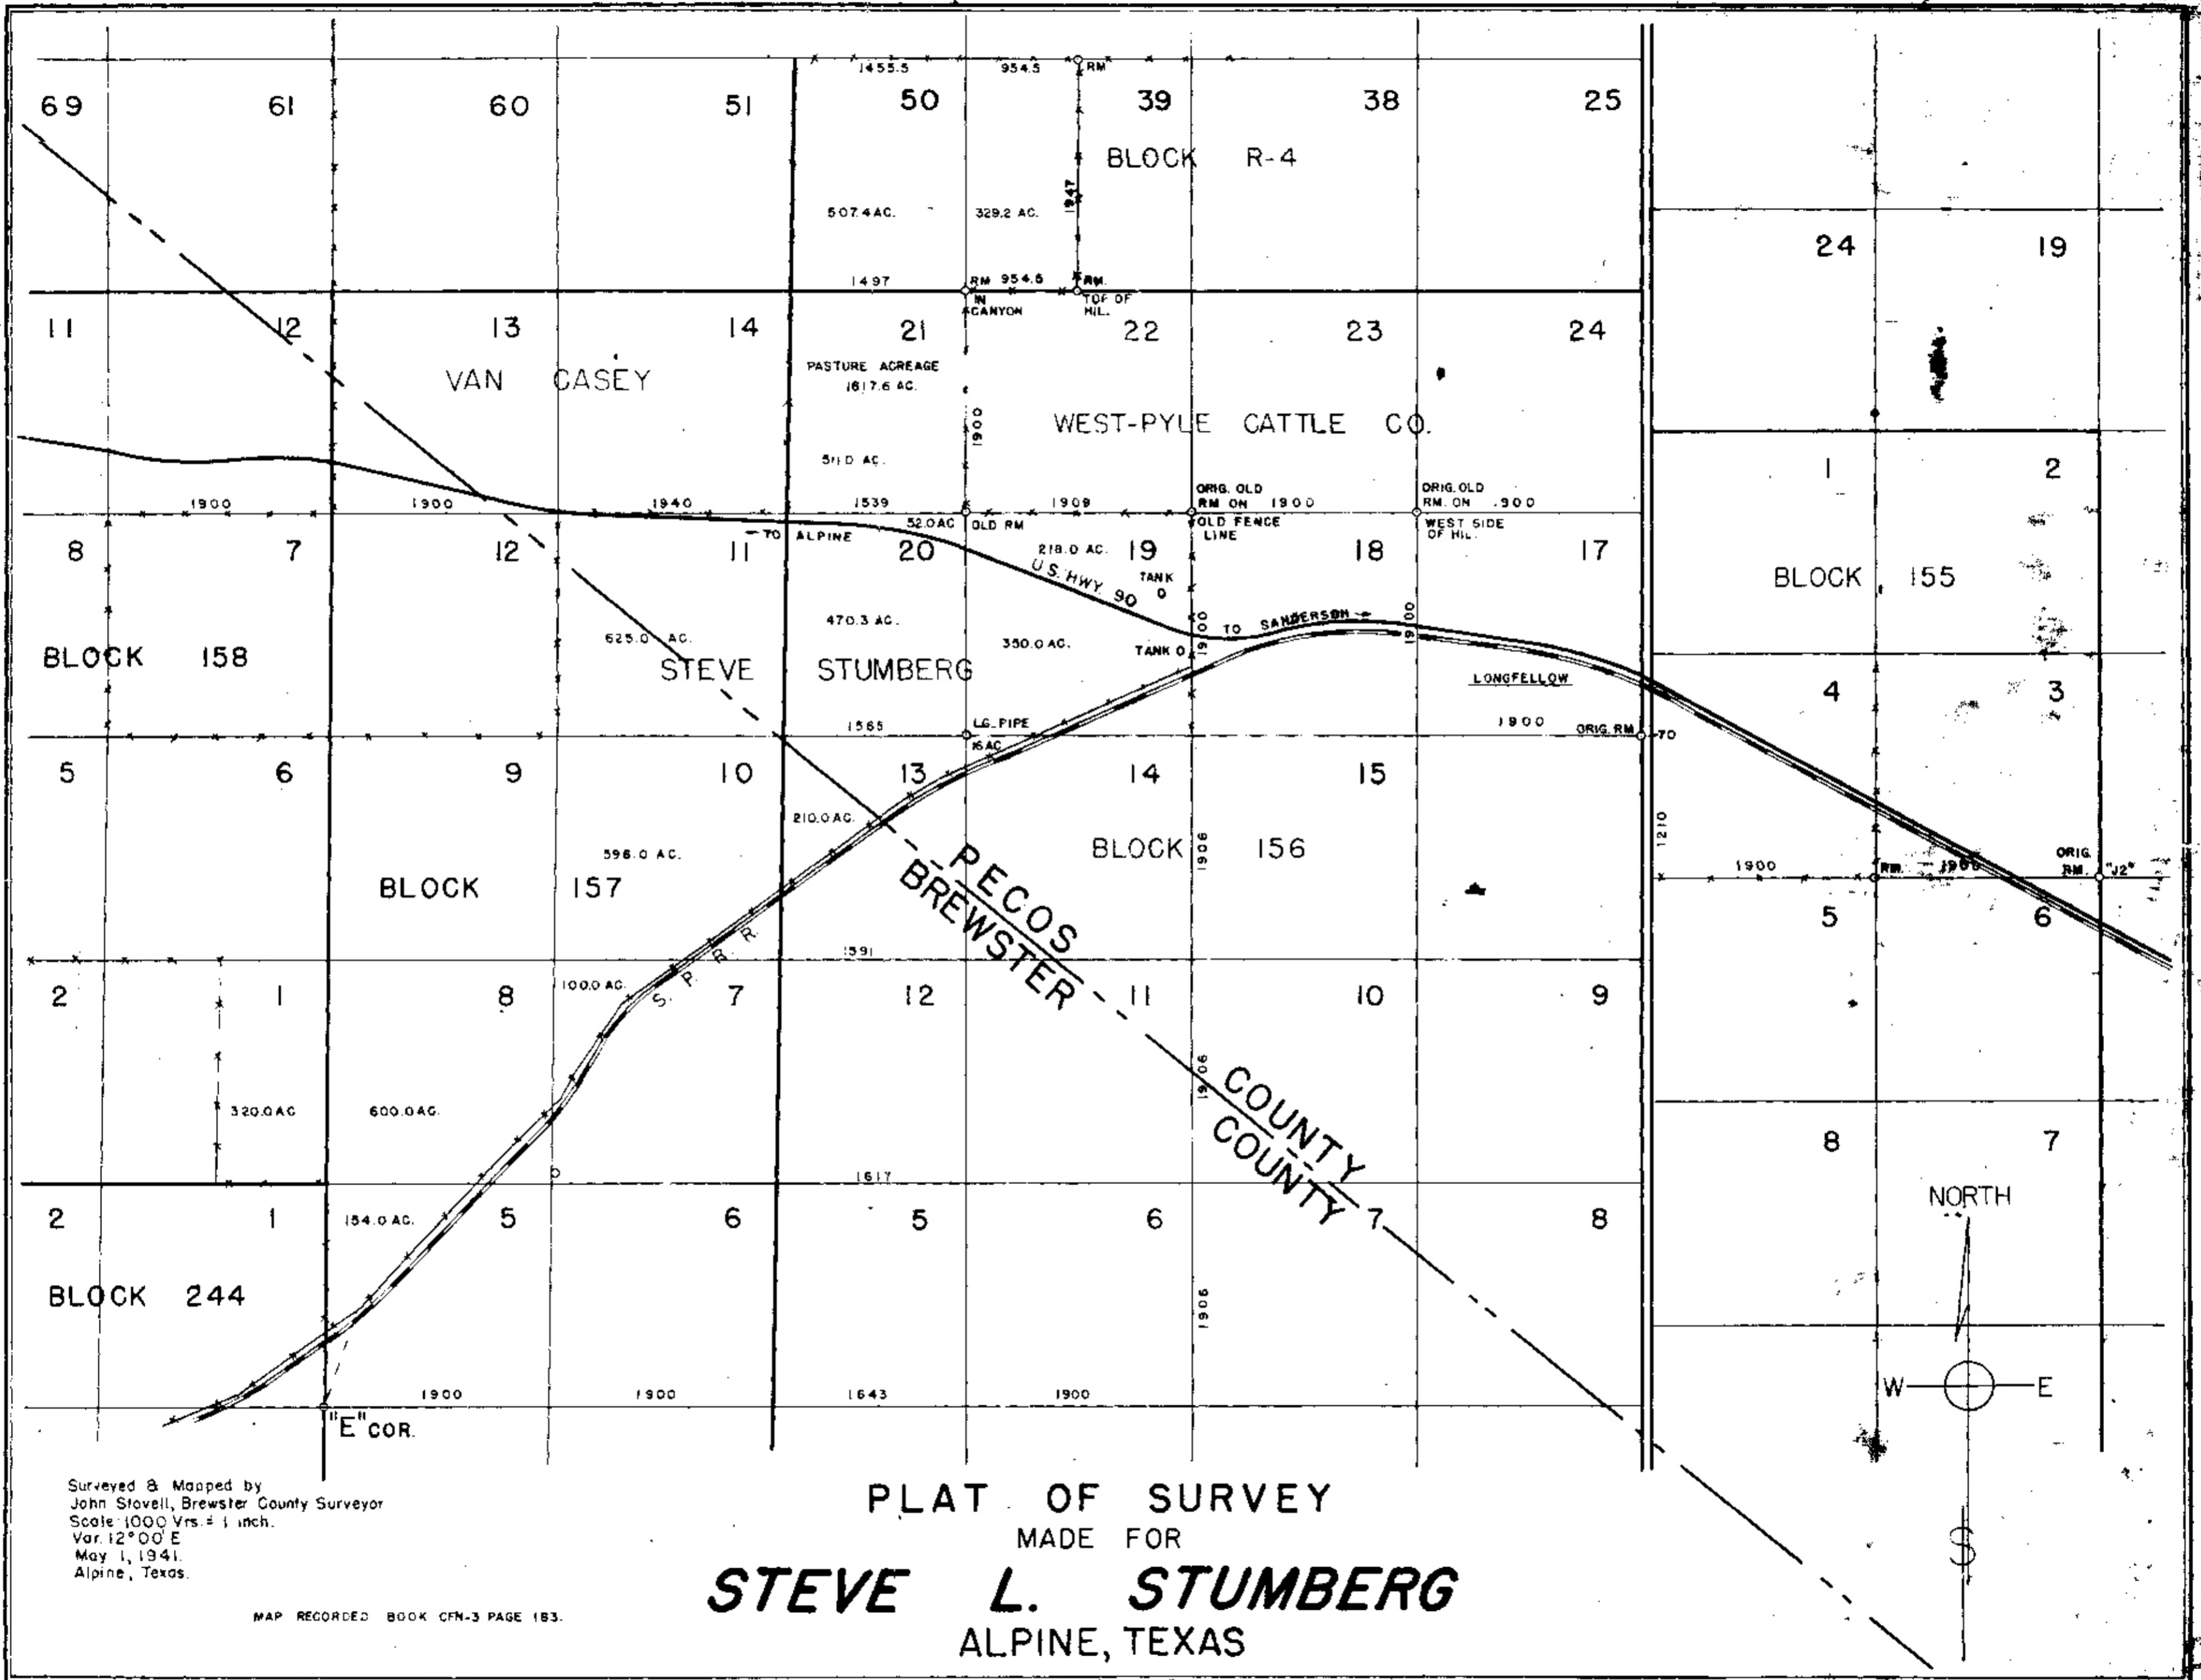 1455.5 954.5 RM
69 61 60 51 50 39 38 25
BLOCK R-4
1947
507.4 AC. 329.2 AC.
24 19
1497 RM 954.6 RM.
IN CANYON
TOP OF HIL.
11 12 13 14 21 22 23 24
PASTURE ACREAGE
1617.6 AC.
VAN CASEY
1900
WEST-PYLE CATTLE CO.
511.0 AC.
1 2
ORIG. OLD RM ON OLD FENCE LINE
ORIG. OLD RM. ON WEST SIDE OF HIL.
1900 1900 1940 1539 1909 1900 .900
52.0 AC OLD RM
TO ALPINE
8 7 12 11 20 19 18 17
218.0 AC.
U.S. HWY. 90
TANK
BLOCK 155
TO SANDERSON
1900 1900
625.0 AC. 470.3 AC. 350.0 AC. TANK
BLOCK 158
STEVE STUMBERG
LONGFELLOW
4 3
1565 LG. PIPE 1900 ORIG. RM 70
16 AC
5 6 9 10 13 14 15
210.0 AC.
1210
596.0 AC.
BLOCK 156
1906
PECOS
BREWSTER
1900 RM. ORIG. RM. "J2"
BLOCK 157
5 6
S. P. R. R.
1591
100.0 AC.
2 1 8 7 12 11 10 9
1906
COUNTY
COUNTY
320.0 AC 600.0 AC.
8 7
1617
NORTH
2 1 5 6 5 6 7 8
154.0 AC.
BLOCK 244
1906
W E
1900 1900 1643 1900
"E" COR.
S
Surveyed & Mapped by
John Stovell, Brewster County Surveyor
Scale 1000 Vrs. = 1 inch.
Var. 12°00' E
May 1, 1941.
Alpine, Texas.
MAP RECORDED BOOK CFN-3 PAGE 183.
PLAT OF SURVEY
MADE FOR
STEVE L. STUMBERG
ALPINE, TEXAS